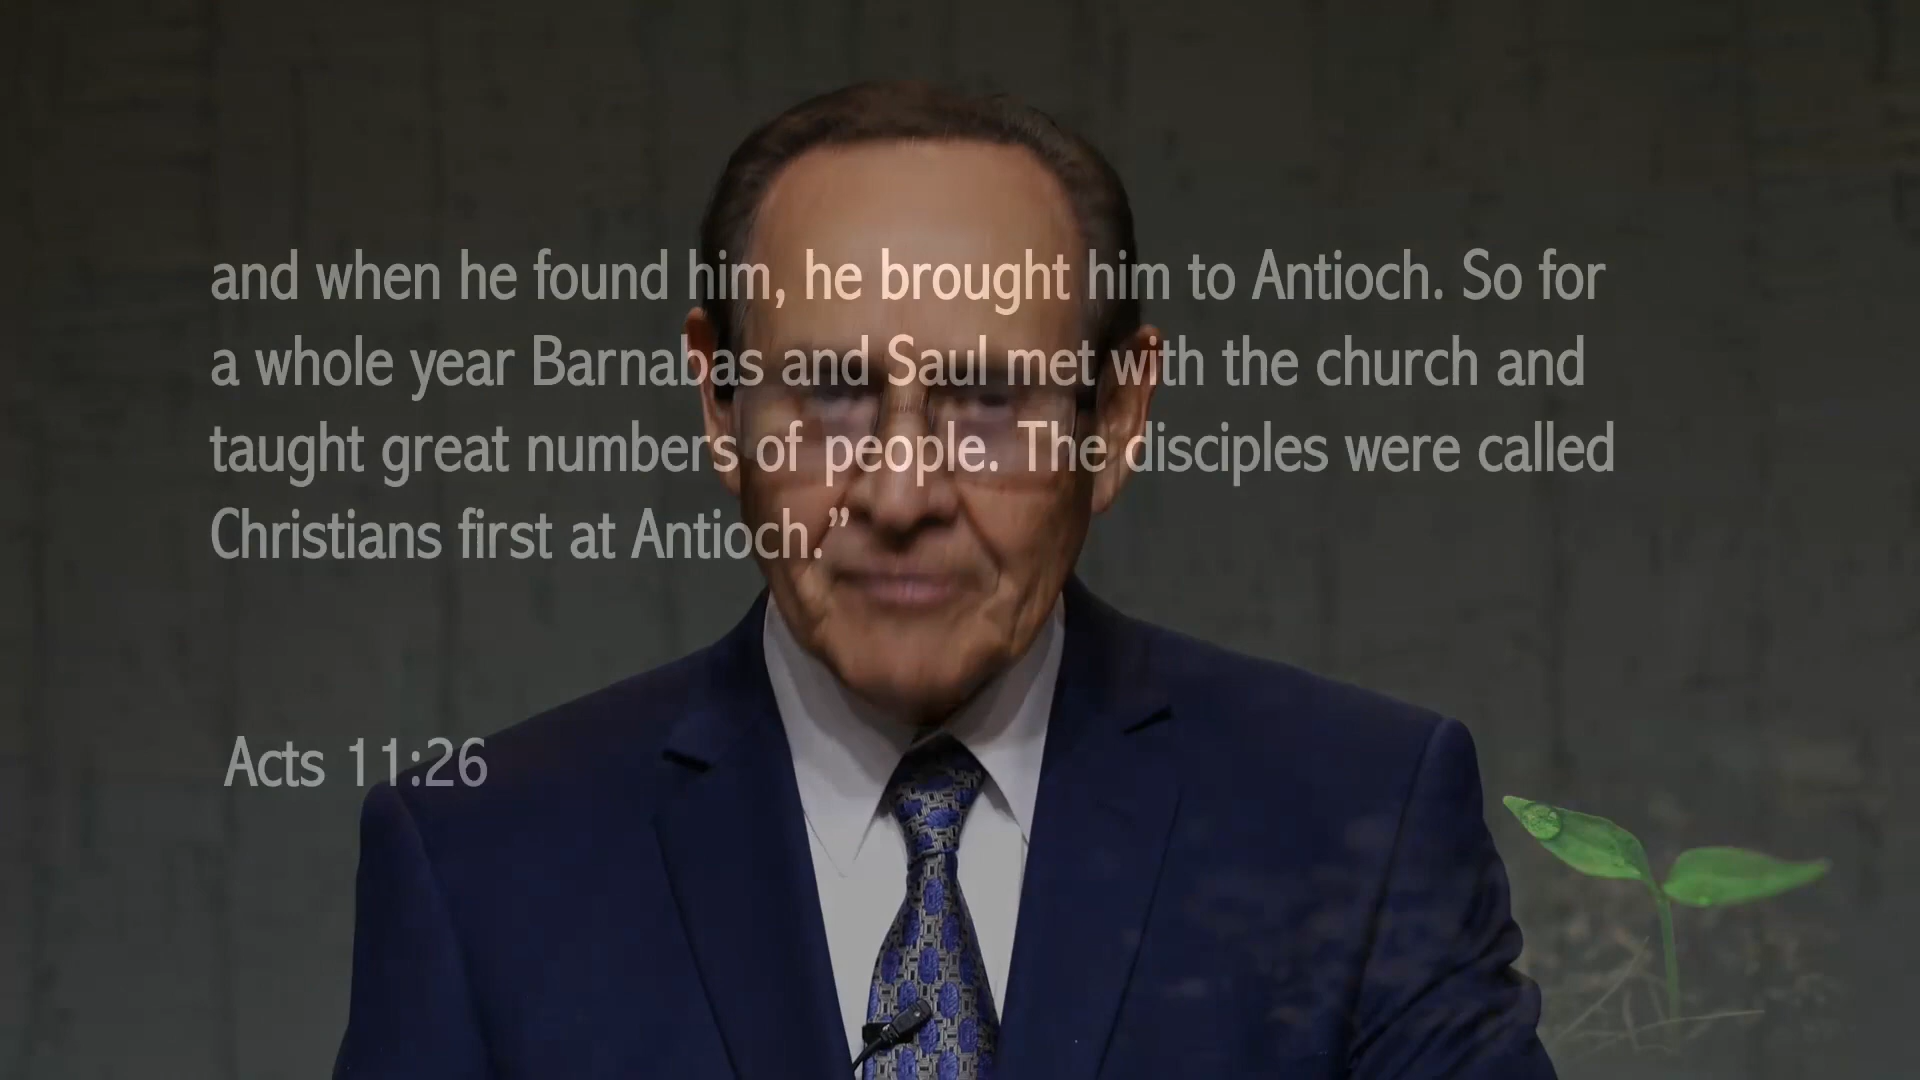 and when he found him, he brought him to Antioch. So for
a whole year Barnabas and Saul met with the church and
taught great numbers of people. The disciples were called
Christians first at Antioch.”
Acts 11:26